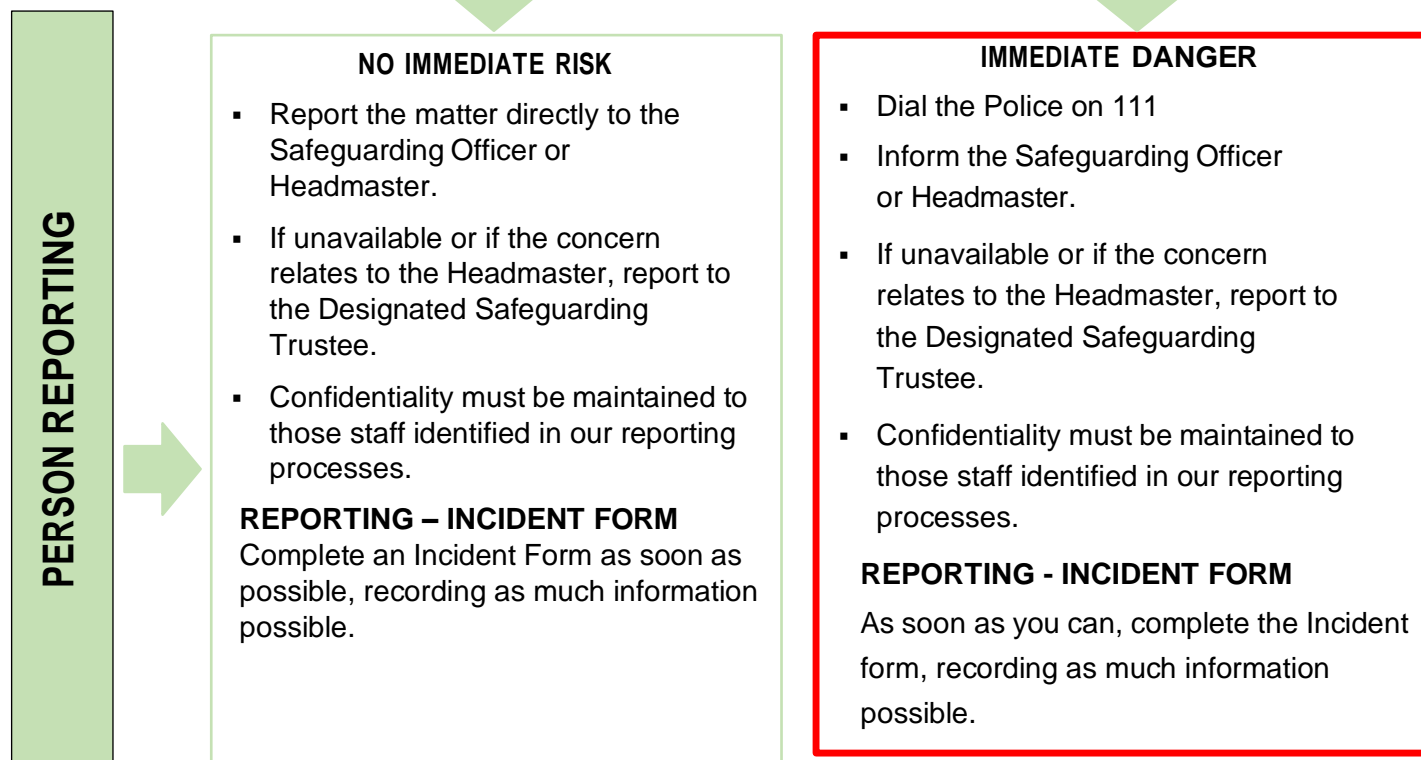 PERSON REPORTING
NO IMMEDIATE RISK
▪ Report the matter directly to the
Safeguarding Officer or
Headmaster.
▪ If unavailable or if the concern
relates to the Headmaster, report to
the Designated Safeguarding
Trustee.
▪ Confidentiality must be maintained to
those staff identified in our reporting
processes.
REPORTING – INCIDENT FORM
Complete an Incident Form as soon as
possible, recording as much information
possible.
IMMEDIATE DANGER
▪ Dial the Police on 111
▪ Inform the Safeguarding Officer
or Headmaster.
▪ If unavailable or if the concern
relates to the Headmaster, report to
the Designated Safeguarding
Trustee.
▪ Confidentiality must be maintained to
those staff identified in our reporting
processes.
REPORTING - INCIDENT FORM
As soon as you can, complete the Incident
form, recording as much information
possible.